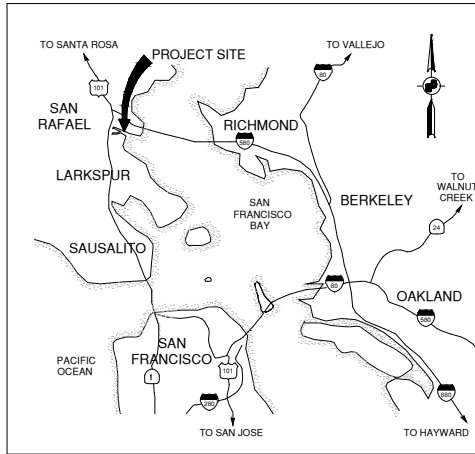 TO SANTA ROSA
PROJECT SITE
TO VALLEJO
80
101
SAN
RAFAEL
RICHMOND
580
LARKSPUR
SAN
FRANCISCO
BAY
BERKELEY
TO
WALNUT
CREEK
24
SAUSALITO
80
OAKLAND
580
SAN
FRANCISCO
PACIFIC
OCEAN
1
101
280
880
TO SAN JOSE
TO HAYWARD